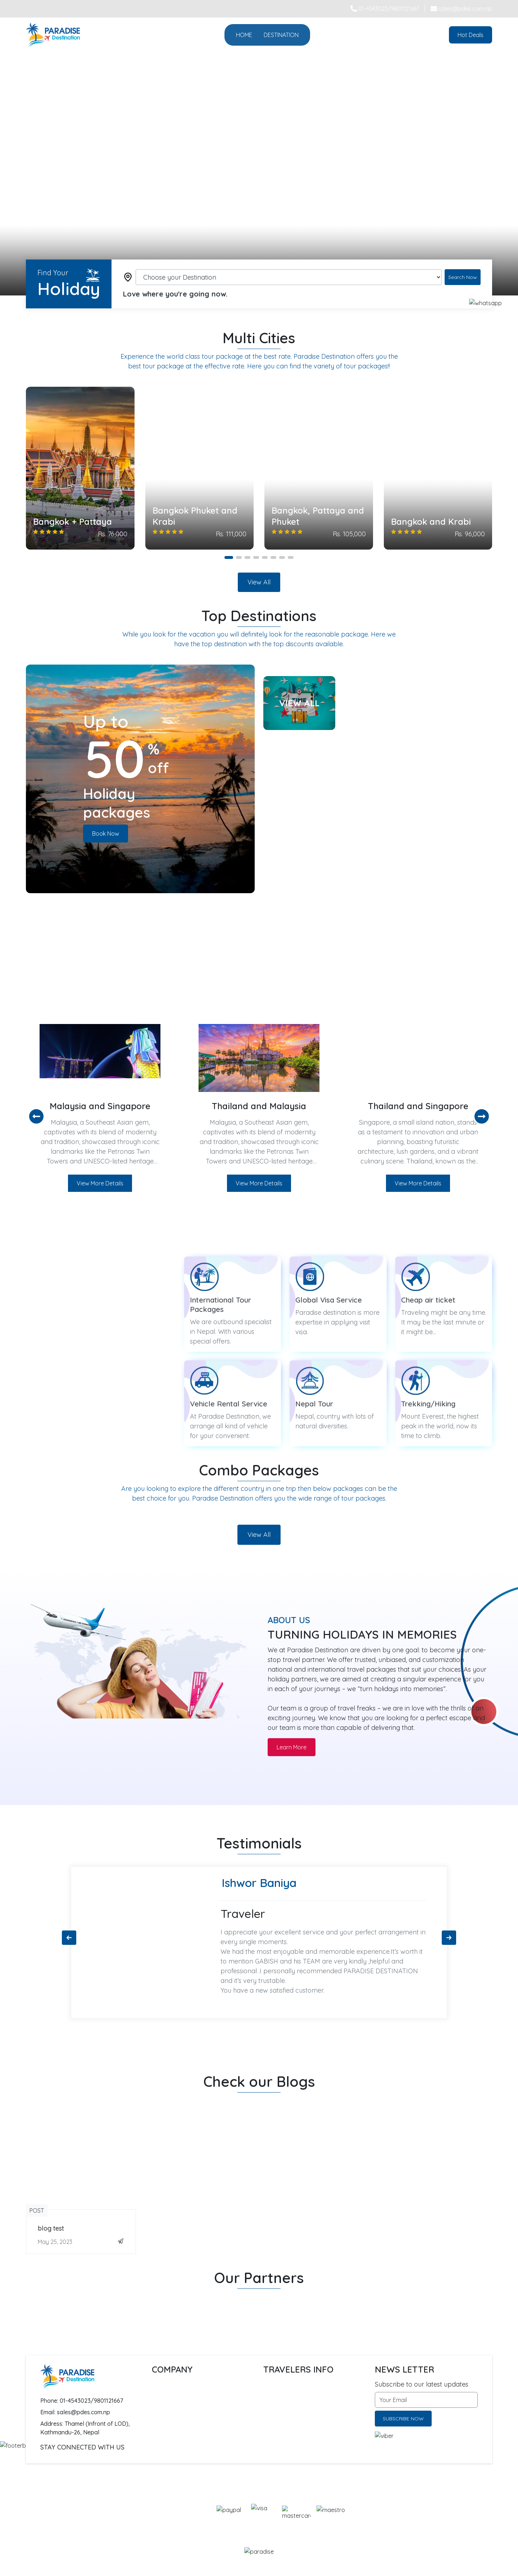 01-4543023/9801121667
sales@pdes.com.np
PARADISE
Destination
HOME
DESTINATION
Hot Deals
Find Your
Holiday
Choose your Destination
Search Now
Love where you're going now.
whatsapp
Multi Cities
Experience the world class tour package at the best rate. Paradise Destination offers you the
best tour package at the effective rate. Here you can find the variety of tour packages!!
Bangkok + Pattaya
Rs. 76,000
Bangkok Phuket and
Krabi
Rs. 111,000
Bangkok, Pattaya and
Phuket
Rs. 105,000
Bangkok and Krabi
Rs. 96,000
View All
Top Destinations
While you look for the vacation you will definitely look for the reasonable package. Here we
have the top destination with the top discounts available.
Up to
50 % off
Holiday
packages
Book Now
VIEW ALL
Malaysia and Singapore
Malaysia, a Southeast Asian gem,
captivates with its blend of modernity
and tradition, showcased through iconic
landmarks like the Petronas Twin
Towers and UNESCO-listed heritage...
View More Details
Thailand and Malaysia
Malaysia, a Southeast Asian gem,
captivates with its blend of modernity
and tradition, showcased through iconic
landmarks like the Petronas Twin
Towers and UNESCO-listed heritage...
View More Details
Thailand and Singapore
Singapore, a small island nation, stands
as a testament to innovation and urban
planning, boasting futuristic
architecture, lush gardens, and a vibrant
culinary scene. Thailand, known as the...
View More Details
International Tour
Packages
We are outbound specialist
in Nepal. With various
special offers.
Global Visa Service
Paradise destination is more
expertise in applying visit
visa.
Cheap air ticket
Traveling might be any time.
It may be the last minute or
it might be...
Vehicle Rental Service
At Paradise Destination, we
arrange all kind of vehicle
for your convenient.
Nepal Tour
Nepal, country with lots of
natural diversities.
Trekking/Hiking
Mount Everest, the highest
peak in the world, now its
time to climb.
Combo Packages
Are you looking to explore the different country in one trip then below packages can be the
best choice for you. Paradise Destination offers you the wide range of tour packages.
View All
ABOUT US
TURNING HOLIDAYS IN MEMORIES
We at Paradise Destination are driven by one goal: to become your one-
stop travel partner. We offer trusted, unbiased, and customization
national and international travel packages that suit your choices. As your
holiday partners, we are aimed at creating a singular experience for you
in each of your journeys – we "turn holidays into memories".
Our team is a group of travel freaks – we are in love with the thrills of an
exciting journey. We know that you are looking for a perfect escape and
our team is more than capable of delivering that.
Learn More
Testimonials
Ishwor Baniya
Traveler
I appreciate your excellent service and your perfect arrangement in
every single moments.
We had the most enjoyable and memorable experience.It's worth it
to mention GABISH and his TEAM are very kindly ,helpful and
professional .I personally recommended PARADISE DESTINATION
and it's very trustable.
You have a new satisfied customer.
Check our Blogs
POST
blog test
May 25, 2023
Our Partners
PARADISE
Destination
Phone: 01-4543023/9801121667
Email: sales@pdes.com.np
Address: Thamel (Infront of LOD),
Kathmandu-26, Nepal
STAY CONNECTED WITH US
COMPANY
TRAVELERS INFO
NEWS LETTER
Subscribe to our latest updates
Your Email
SUBSCRIBE NOW
viber
footerb
paypal
visa
mastercar
maestro
paradise